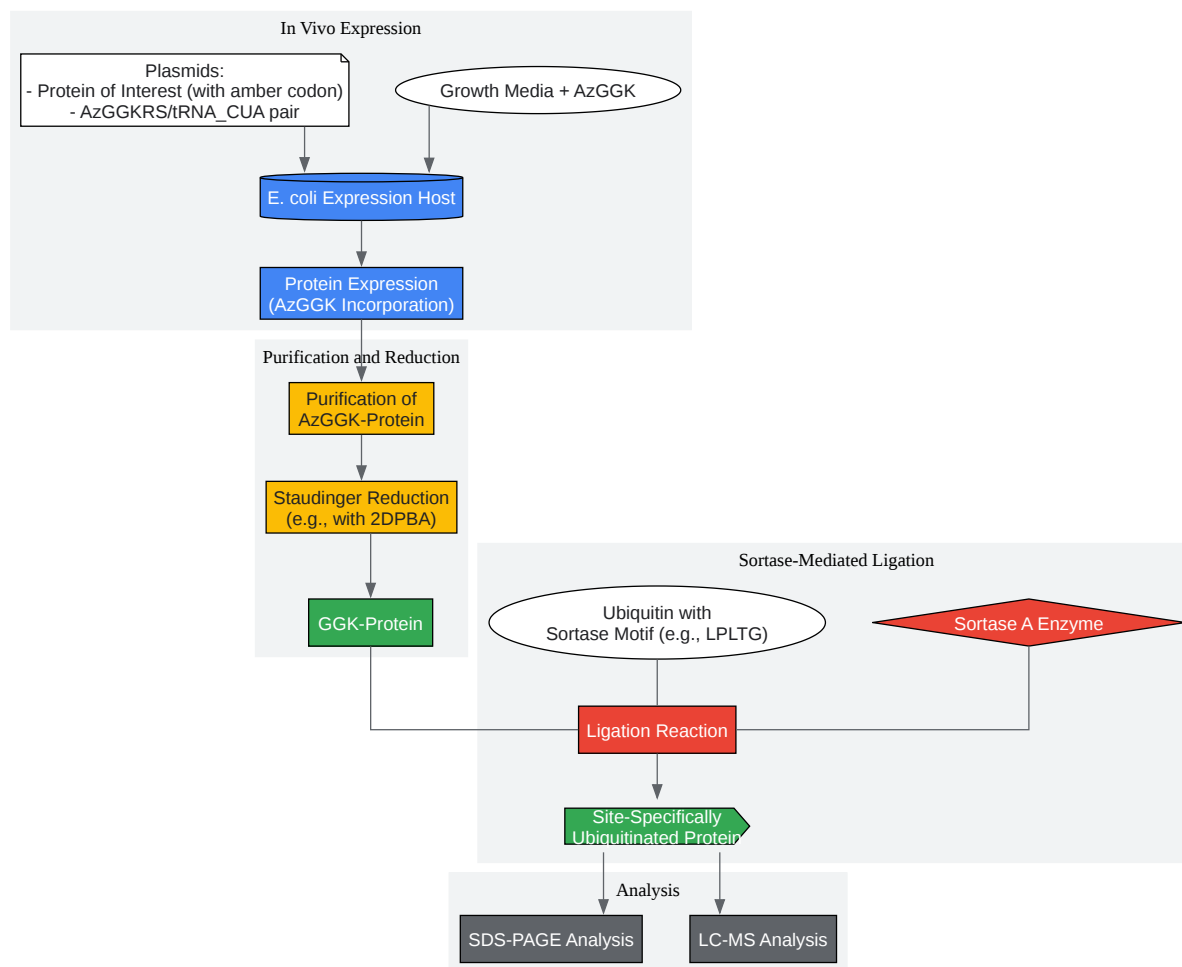 In Vivo Expression
Plasmids:
- Protein of Interest (with amber codon)
- AzGGKRS/tRNA_CUA pair
Growth Media + AzGGK
E. coli Expression Host
Protein Expression
(AzGGK Incorporation)
Purification and Reduction
Purification of
AzGGK-Protein
Staudinger Reduction
(e.g., with 2DPBA)
GGK-Protein
Sortase-Mediated Ligation
Ubiquitin with
Sortase Motif (e.g., LPLTG)
Sortase A Enzyme
Ligation Reaction
Site-Specifically
Ubiquitinated Protein
Analysis
SDS-PAGE Analysis
LC-MS Analysis